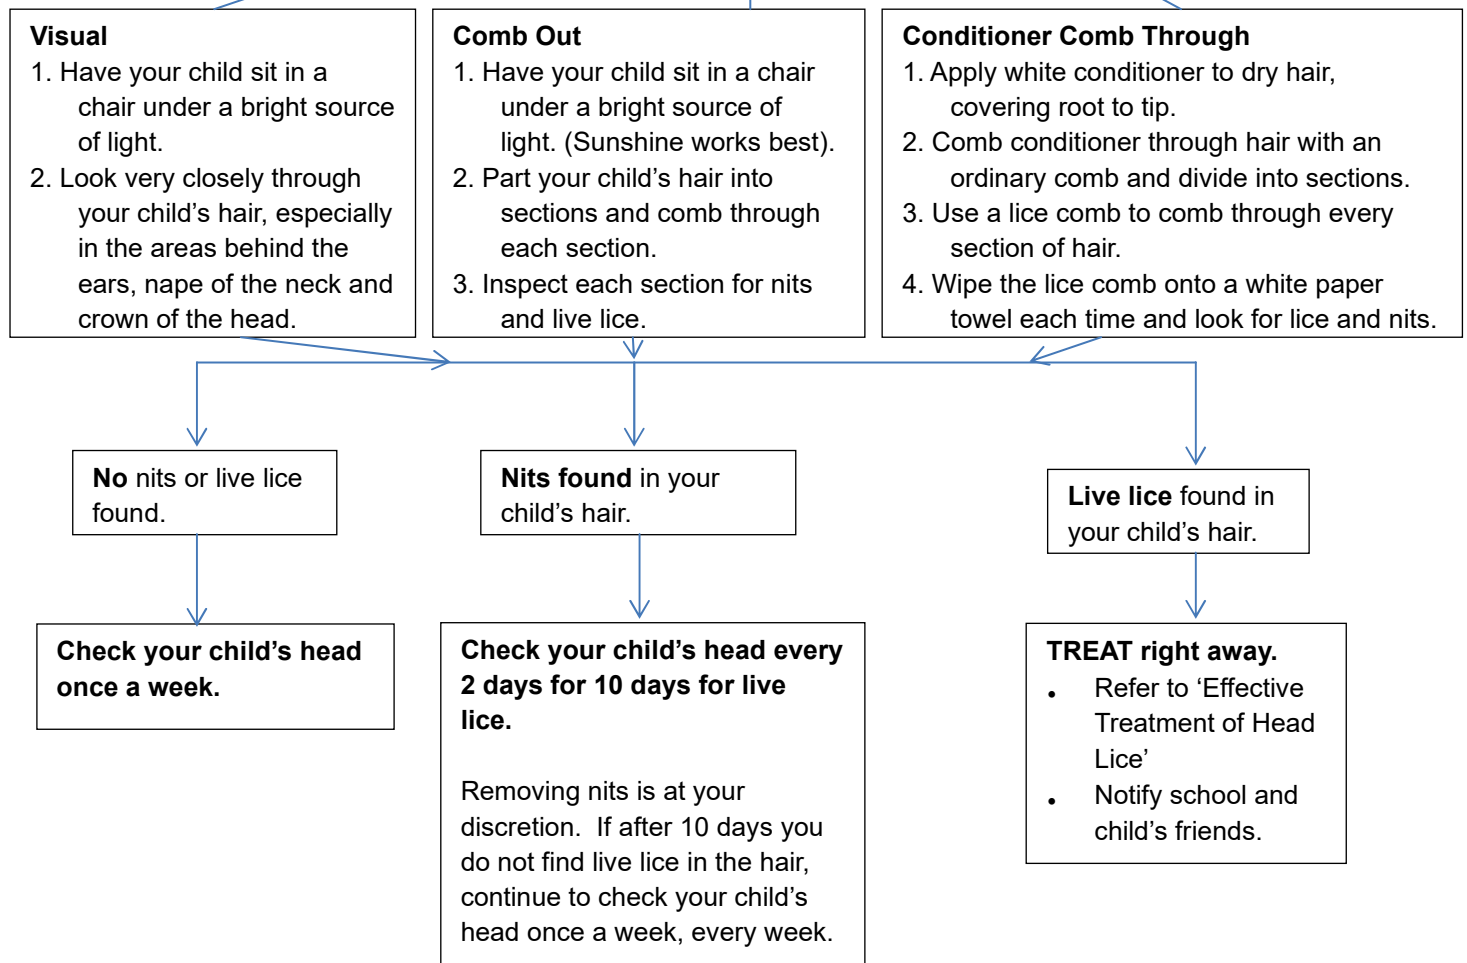 Visual
1. Have your child sit in a
chair under a bright source
of light.
2. Look very closely through
your child’s hair, especially
in the areas behind the
ears, nape of the neck and
crown of the head.
Comb Out
1. Have your child sit in a chair
under a bright source of
light. (Sunshine works best).
2. Part your child’s hair into
sections and comb through
each section.
3. Inspect each section for nits
and live lice.
Conditioner Comb Through
1. Apply white conditioner to dry hair,
covering root to tip.
2. Comb conditioner through hair with an
ordinary comb and divide into sections.
3. Use a lice comb to comb through every
section of hair.
4. Wipe the lice comb onto a white paper
towel each time and look for lice and nits.
No nits or live lice
found.
Nits found in your
child’s hair.
Live lice found in
your child’s hair.
Check your child’s head
once a week.
Check your child’s head every
2 days for 10 days for live
lice.
Removing nits is at your
discretion.  If after 10 days you
do not find live lice in the hair,
continue to check your child’s
head once a week, every week.
TREAT right away.
• Refer to ‘Effective
Treatment of Head
Lice’
• Notify school and
child’s friends.